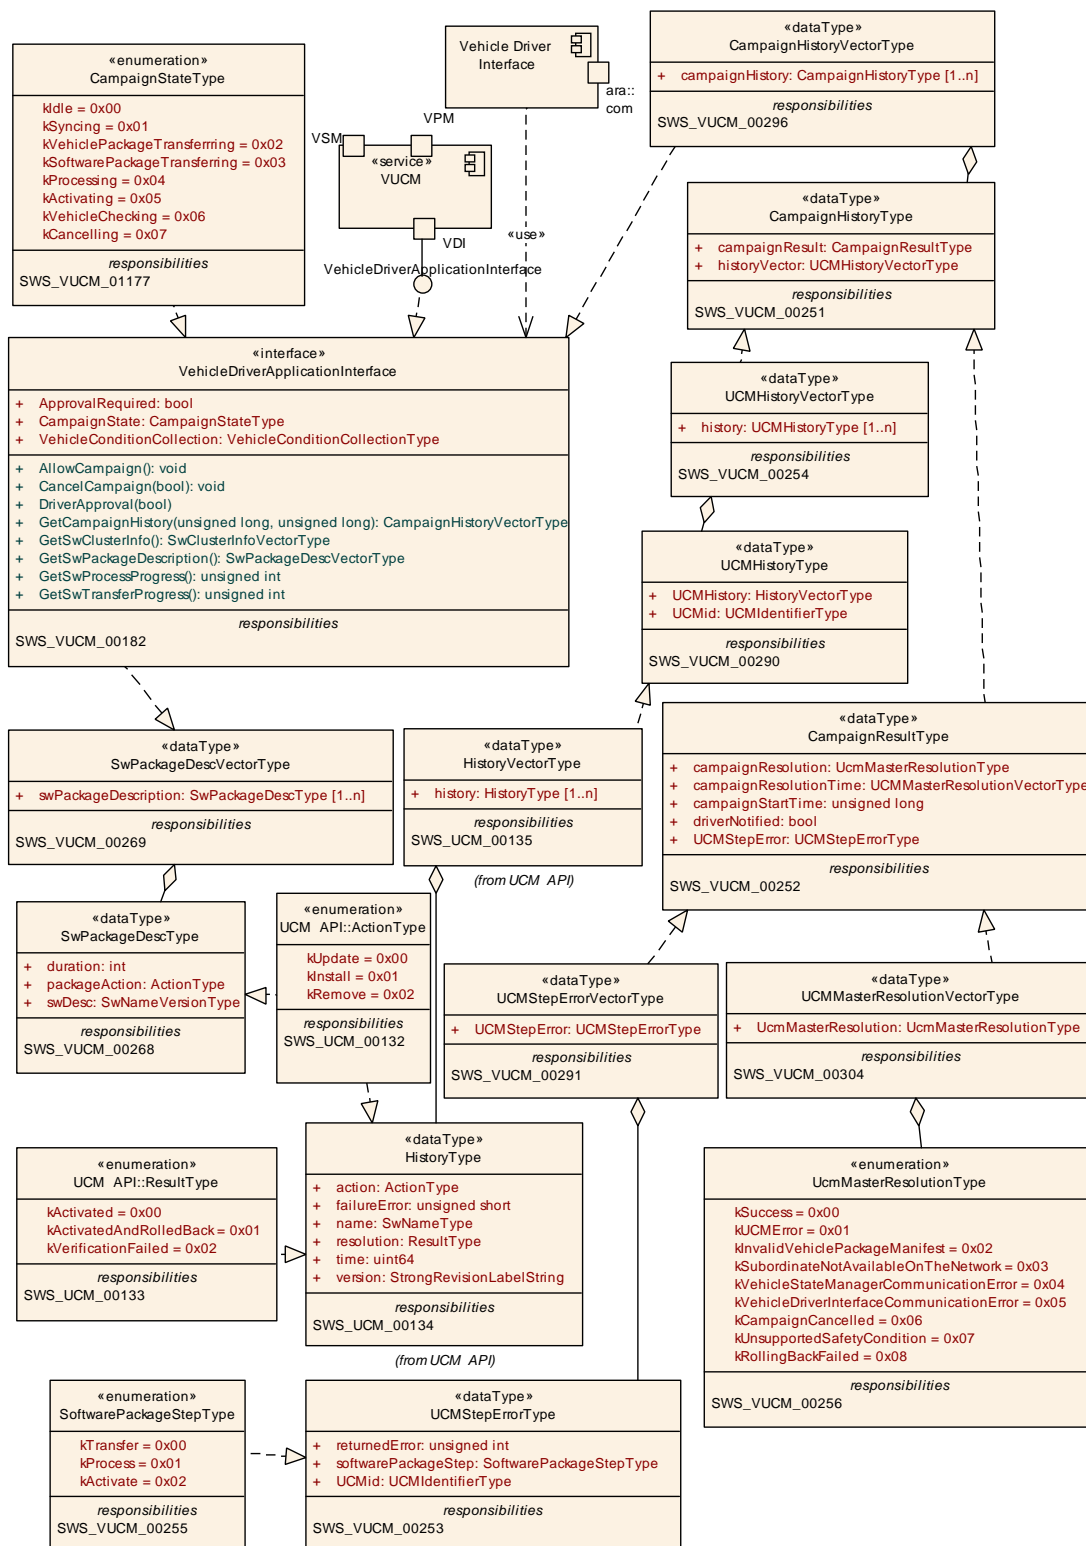 «enumeration»
CampaignStateType
kIdle = 0x00
kSyncing = 0x01
kVehiclePackageTransferrring = 0x02
kSoftwarePackageTransferring = 0x03
kProcessing = 0x04
kActivating = 0x05
kVehicleChecking = 0x06
kCancelling = 0x07
responsibilities
SWS_VUCM_01177
Vehicle Driver
Interface
ara::
com
VSM
VPM
«service»
VUCM
VDI
VehicleDriverApplicationInterface
«use»
«dataType»
CampaignHistoryVectorType
+ campaignHistory: CampaignHistoryType [1..n]
responsibilities
SWS_VUCM_00296
«dataType»
CampaignHistoryType
+ campaignResult: CampaignResultType
+ historyVector: UCMHistoryVectorType
responsibilities
SWS_VUCM_00251
«interface»
VehicleDriverApplicationInterface
+ ApprovalRequired: bool
+ CampaignState: CampaignStateType
+ VehicleConditionCollection: VehicleConditionCollectionType
+ AllowCampaign(): void
+ CancelCampaign(bool): void
+ DriverApproval(bool)
+ GetCampaignHistory(unsigned long, unsigned long): CampaignHistoryVectorType
+ GetSwClusterInfo(): SwClusterInfoVectorType
+ GetSwPackageDescription(): SwPackageDescVectorType
+ GetSwProcessProgress(): unsigned int
+ GetSwTransferProgress(): unsigned int
responsibilities
SWS_VUCM_00182
«dataType»
UCMHistoryVectorType
+ history: UCMHistoryType [1..n]
responsibilities
SWS_VUCM_00254
«dataType»
UCMHistoryType
+ UCMHistory: HistoryVectorType
+ UCMid: UCMIdentifierType
responsibilities
SWS_VUCM_00290
«dataType»
SwPackageDescVectorType
+ swPackageDescription: SwPackageDescType [1..n]
responsibilities
SWS_VUCM_00269
«dataType»
HistoryVectorType
+ history: HistoryType [1..n]
responsibilities
SWS_UCM_00135
(from UCM API)
«dataType»
CampaignResultType
+ campaignResolution: UcmMasterResolutionType
+ campaignResolutionTime: UCMMasterResolutionVectorType
+ campaignStartTime: unsigned long
+ driverNotified: bool
+ UCMStepError: UCMStepErrorType
responsibilities
SWS_VUCM_00252
«dataType»
SwPackageDescType
+ duration: int
+ packageAction: ActionType
+ swDesc: SwNameVersionType
responsibilities
SWS_VUCM_00268
«enumeration»
UCM API::ActionType
kUpdate = 0x00
kInstall = 0x01
kRemove = 0x02
responsibilities
SWS_UCM_00132
«dataType»
UCMStepErrorVectorType
+ UCMStepError: UCMStepErrorType
responsibilities
SWS_VUCM_00291
«dataType»
UCMMasterResolutionVectorType
+ UcmMasterResolution: UcmMasterResolutionType
responsibilities
SWS_VUCM_00304
«enumeration»
UCM API::ResultType
kActivated = 0x00
kActivatedAndRolledBack = 0x01
kVerificationFailed = 0x02
responsibilities
SWS_UCM_00133
«dataType»
HistoryType
+ action: ActionType
+ failureError: unsigned short
+ name: SwNameType
+ resolution: ResultType
+ time: uint64
+ version: StrongRevisionLabelString
responsibilities
SWS_UCM_00134
(from UCM API)
«enumeration»
UcmMasterResolutionType
kSuccess = 0x00
kUCMError = 0x01
kInvalidVehiclePackageManifest = 0x02
kSubordinateNotAvailableOnTheNetwork = 0x03
kVehicleStateManagerCommunicationError = 0x04
kVehicleDriverInterfaceCommunicationError = 0x05
kCampaignCancelled = 0x06
kUnsupportedSafetyCondition = 0x07
kRollingBackFailed = 0x08
responsibilities
SWS_VUCM_00256
«enumeration»
SoftwarePackageStepType
kTransfer = 0x00
kProcess = 0x01
kActivate = 0x02
responsibilities
SWS_VUCM_00255
«dataType»
UCMStepErrorType
+ returnedError: unsigned int
+ softwarePackageStep: SoftwarePackageStepType
+ UCMid: UCMIdentifierType
responsibilities
SWS_VUCM_00253